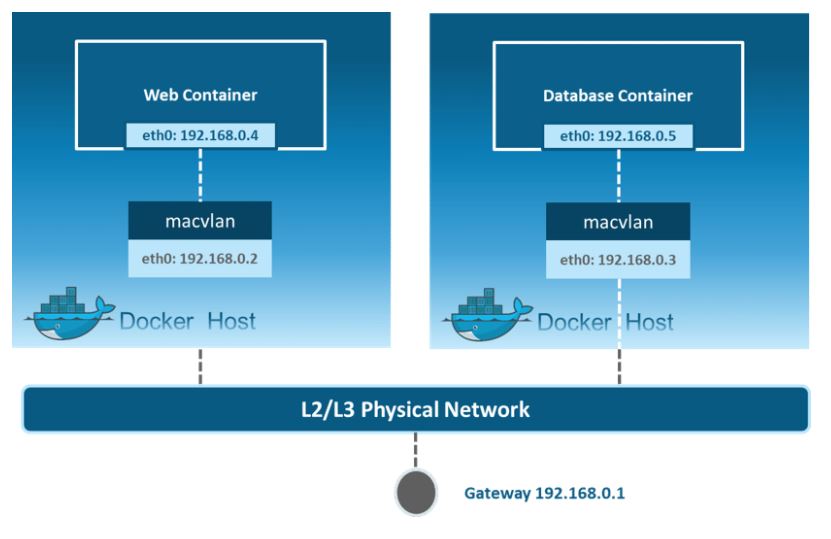 Web Container
eth0: 192.168.0.4
macvlan
eth0: 192.168.0.2
Docker Host
Database Container
eth0: 192.168.0.5
macvlan
eth0: 192.168.0.3
Docker Host
L2/L3 Physical Network
Gateway 192.168.0.1